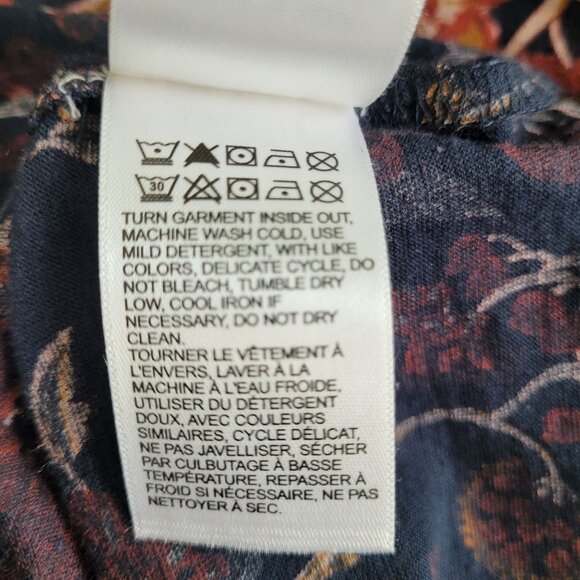 30
TURN GARMENT INSIDE OUT,
MACHINE WASH COLD, USE
MILD DETERGENT, WITH LIKE
COLORS, DELICATE CYCLE, DO
NOT BLEACH, TUMBLE DRY
LOW, COOL IRON IF
NECESSARY, DO NOT DRY
CLEAN.
TOURNER LE VÊTEMENT À
L'ENVERS, LAVER À LA
MACHINE À L'EAU FROIDE,
UTILISER DU DÉTERGENT
DOUX, AVEC COULEURS
SIMILAIRES, CYCLE DÉLICAT,
NE PAS JAVELLISER, SÉCHER
PAR CULBUTAGE À BASSE
TEMPÉRATURE, REPASSER À
FROID SI NÉCESSAIRE, NE PAS
NETTOYER À SEC.